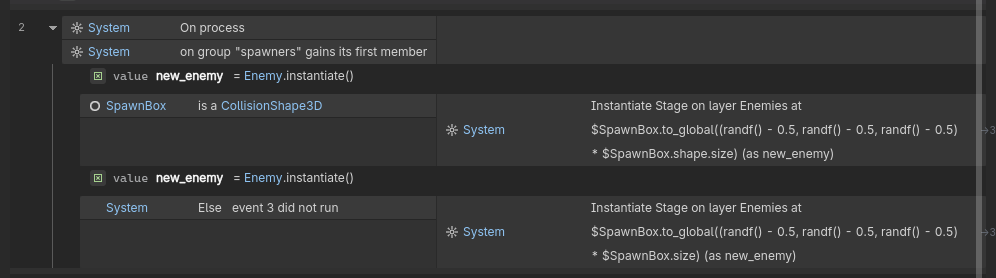 2 System On process
System on group "spawners" gains its first member
value new_enemy = Enemy.instantiate()
SpawnBox is a CollisionShape3D
Instantiate Stage on layer Enemies at
System $SpawnBox.to_global((randf() - 0.5, randf() - 0.5, randf() - 0.5) →3
* $SpawnBox.shape.size) (as new_enemy)
value new_enemy = Enemy.instantiate()
System Else event 3 did not run
Instantiate Stage on layer Enemies at
System $SpawnBox.to_global((randf() - 0.5, randf() - 0.5, randf() - 0.5) →3
* $SpawnBox.size) (as new_enemy)